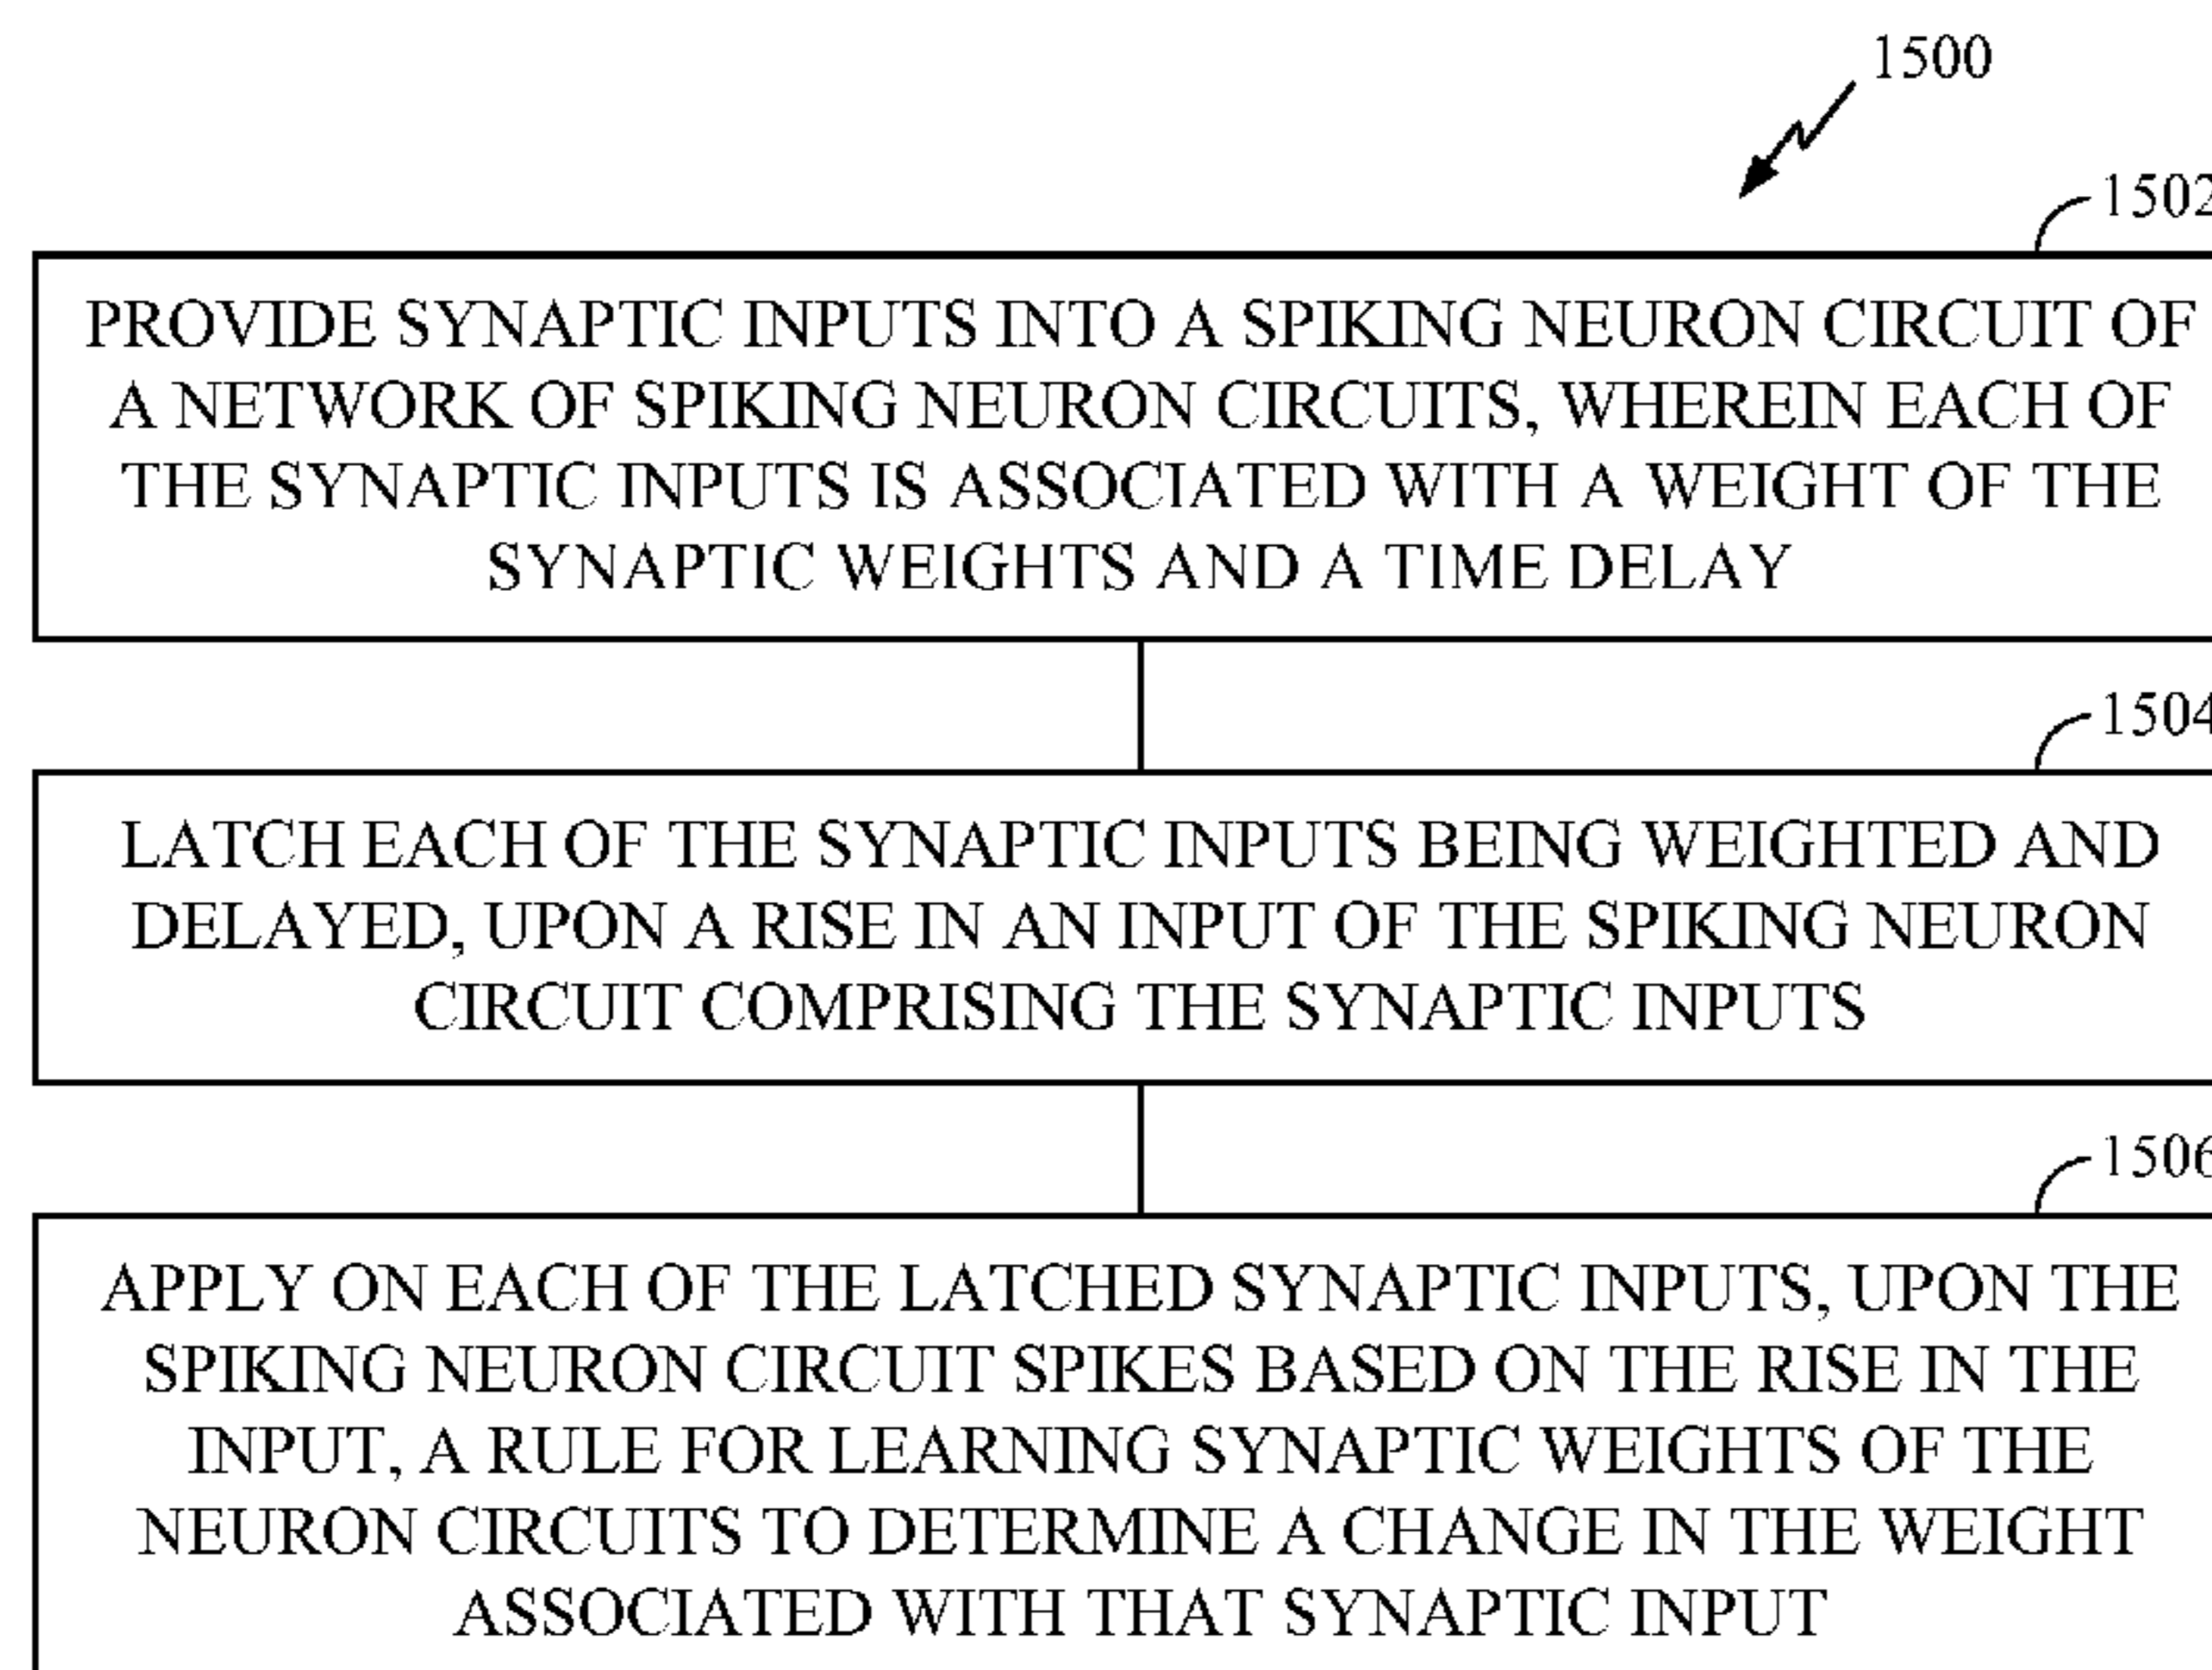 1500
1502
PROVIDE SYNAPTIC INPUTS INTO A SPIKING NEURON CIRCUIT OF
A NETWORK OF SPIKING NEURON CIRCUITS, WHEREIN EACH OF
THE SYNAPTIC INPUTS IS ASSOCIATED WITH A WEIGHT OF THE
SYNAPTIC WEIGHTS AND A TIME DELAY
1504
LATCH EACH OF THE SYNAPTIC INPUTS BEING WEIGHTED AND
DELAYED, UPON A RISE IN AN INPUT OF THE SPIKING NEURON
CIRCUIT COMPRISING THE SYNAPTIC INPUTS
1506
APPLY ON EACH OF THE LATCHED SYNAPTIC INPUTS, UPON THE
SPIKING NEURON CIRCUIT SPIKES BASED ON THE RISE IN THE
INPUT, A RULE FOR LEARNING SYNAPTIC WEIGHTS OF THE
NEURON CIRCUITS TO DETERMINE A CHANGE IN THE WEIGHT
ASSOCIATED WITH THAT SYNAPTIC INPUT